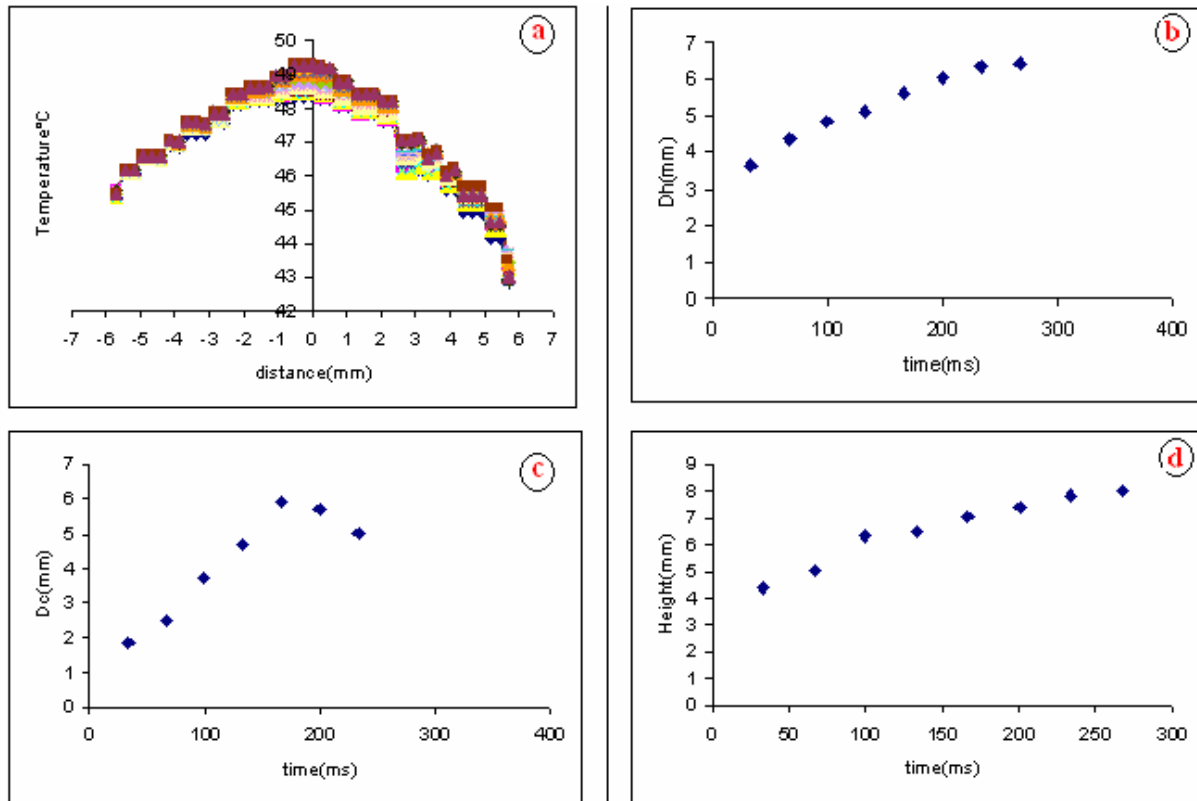 a
50
49
48
47
46
45
44
43
42
Temperature°C
-7 -6 -5 -4 -3 -2 -1 0 1 2 3 4 5 6 7
distance(mm)
b
7
6
5
4
3
2
1
0
Dh(mm)
0 100 200 300 400
time(ms)
c
7
6
5
4
3
2
1
0
Dc(mm)
0 100 200 300 400
time(ms)
d
9
8
7
6
5
4
3
2
1
0
Height(mm)
0 50 100 150 200 250 300
time(ms)